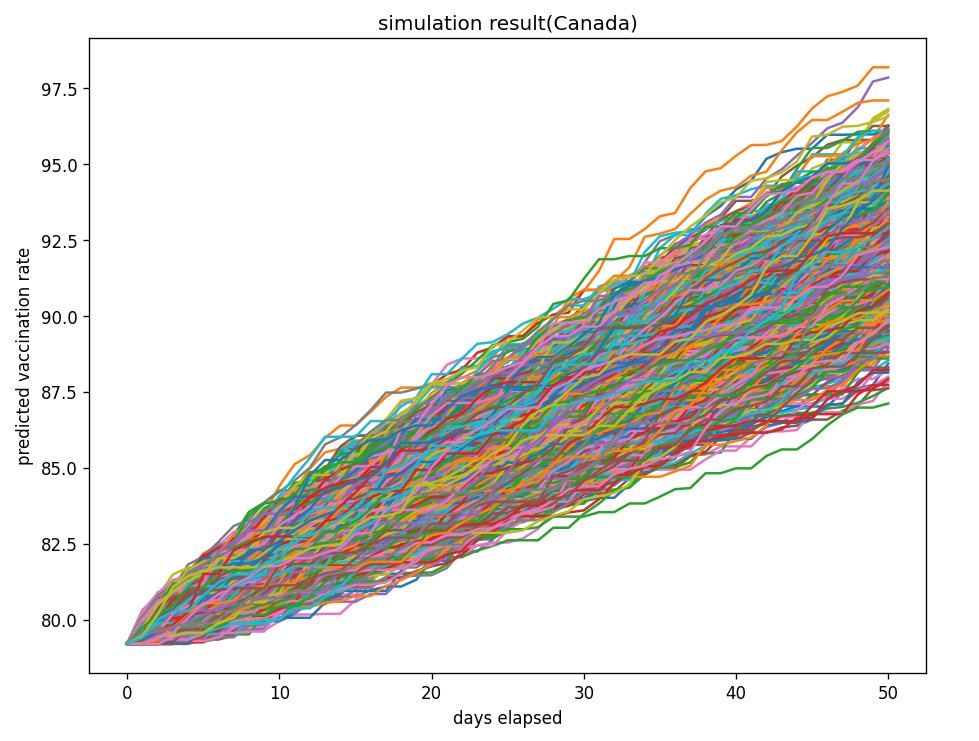 simulation result(Canada)
predicted vaccination rate
97.5
95.0
92.5
90.0
87.5
85.0
82.5
80.0
0 10 20 30 40 50
days elapsed